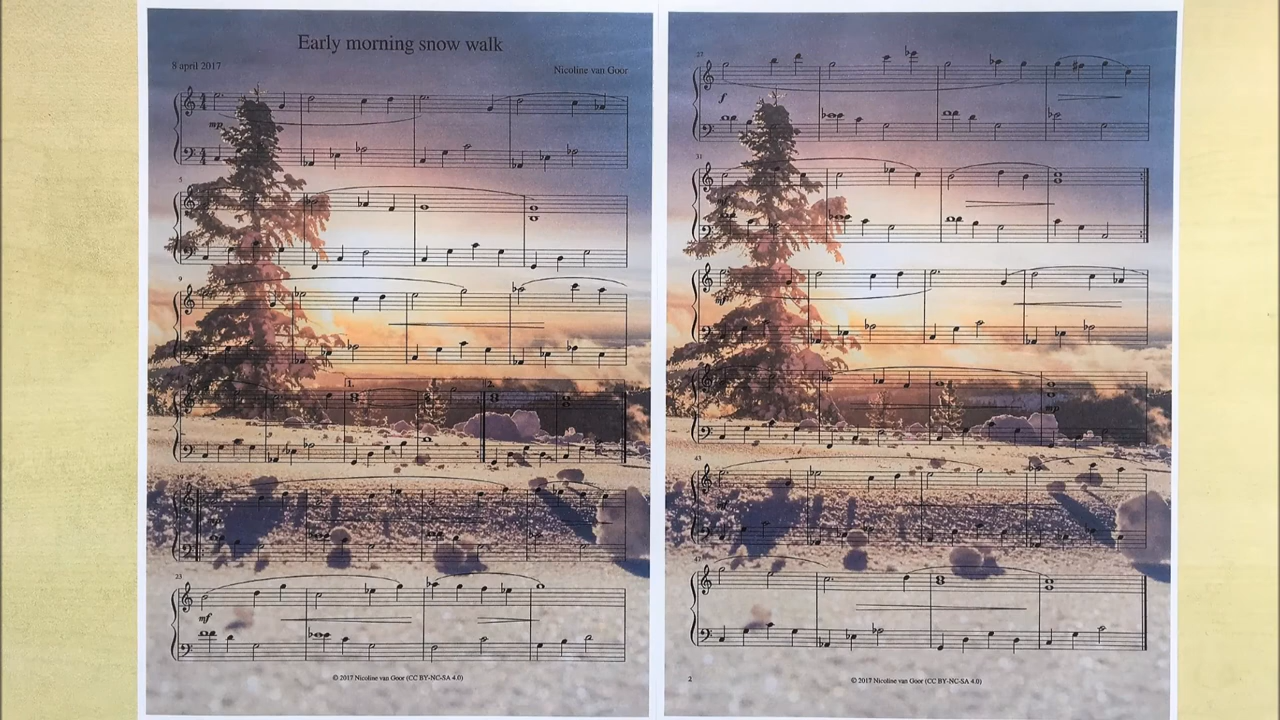 Early morning snow walk
8 april 2017
Nicoline van Goor
mp
5
9
1.
2.
23
mf
© 2017 Nicoline van Goor (CC BY-NC-SA 4.0)
27
f
31
mp
43
47
2
© 2017 Nicoline van Goor (CC BY-NC-SA 4.0)